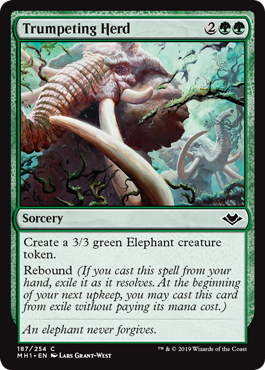 Trumpeting Herd 2
Sorcery
Create a 3/3 green Elephant creature
token.
Rebound (If you cast this spell from your
hand, exile it as it resolves. At the beginning
of your next upkeep, you may cast this card
from exile without paying its mana cost.)
An elephant never forgives.
187/254 C
MH1 • EN Lars Grant-West
™ & © 2019 Wizards of the Coast